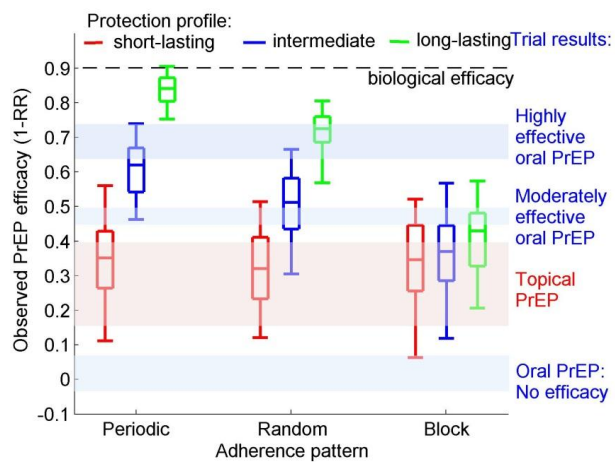 Protection profile:
short-lasting intermediate long-lasting Trial results:
0.9
biological efficacy
0.8
0.7
0.6
0.5
0.4
0.3
0.2
0.1
0
-0.1
Observed PrEP efficacy (1-RR)
Highly
effective
oral PrEP
Moderately
effective
oral PrEP
Topical
PrEP
Oral PrEP:
No efficacy
Periodic Random Block
Adherence pattern